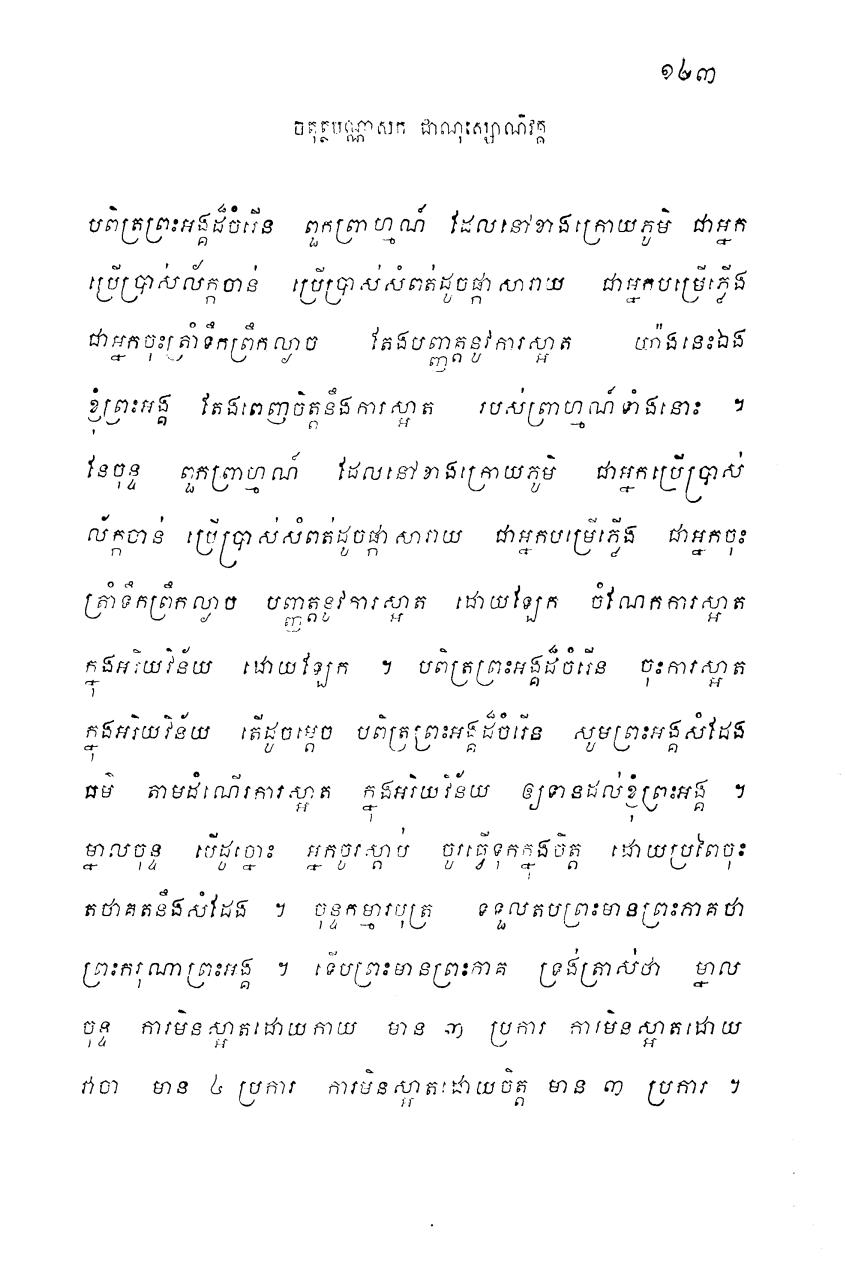 ១៤៣
ចតុត្ថបណ្ណាសក ជាណុស្សោណិវគ្គ
បពិត្រព្រះអង្គដ៏ចំរើន ពួកព្រាហ្មណ៍ ដែលនៅខាងក្រោយភូមិ ជាអ្នក
ប្រើប្រាស់ល័ក្កចាន់ ប្រើប្រាស់សំពត់ដូចផ្កាសារាយ ជាអ្នកបម្រើភ្លើង
ជាអ្នកចុះត្រាំទឹកព្រឹកល្ងាច តែងបញ្ញត្តនូវការស្អាត យ៉ាងនេះឯង
ខ្ញុំព្រះអង្គ តែងពេញចិត្តនឹងការស្អាត របស់ព្រាហ្មណ៍ទាំងនោះ ។
នែចុន្ទ ពួកព្រាហ្មណ៍ ដែលនៅខាងក្រោយភូមិ ជាអ្នកប្រើប្រាស់
ល័ក្កចាន់ ប្រើប្រាស់សំពត់ដូចផ្កាសារាយ ជាអ្នកបម្រើភ្លើង ជាអ្នកចុះ
ត្រាំទឹកព្រឹកល្ងាច បញ្ញត្តនូវការស្អាត ដោយឡែក ចំណែកការស្អាត
ក្នុងអរិយវិន័យ ដោយឡែក ។ បពិត្រព្រះអង្គដ៏ចំរើន ចុះការស្អាត
ក្នុងអរិយវិន័យ តើដូចម្តេច បពិត្រព្រះអង្គដ៏ចំរើន សូមព្រះអង្គសំដែង
ធម៌ តាមដំណើរការស្អាត ក្នុងអរិយវិន័យ ឲ្យទានដល់ខ្ញុំព្រះអង្គ ។
ម្នាលចុន្ទ បើដូច្នោះ អ្នកចូរស្តាប់ ចូរធ្វើទុកក្នុងចិត្ត ដោយប្រពៃចុះ
តថាគតនឹងសំដែង ។ ចុន្ទកម្មារបុត្រ ទទួលតបព្រះមានព្រះភាគថា
ព្រះករុណាព្រះអង្គ ។ ទើបព្រះមានព្រះភាគ ទ្រង់ត្រាស់ថា ម្នាល
ចុន្ទ ការមិនស្អាតដោយកាយ មាន ៣ ប្រការ ការមិនស្អាតដោយ
វាចា មាន ៤ ប្រការ ការមិនស្អាតដោយចិត្ត មាន ៣ ប្រការ ។